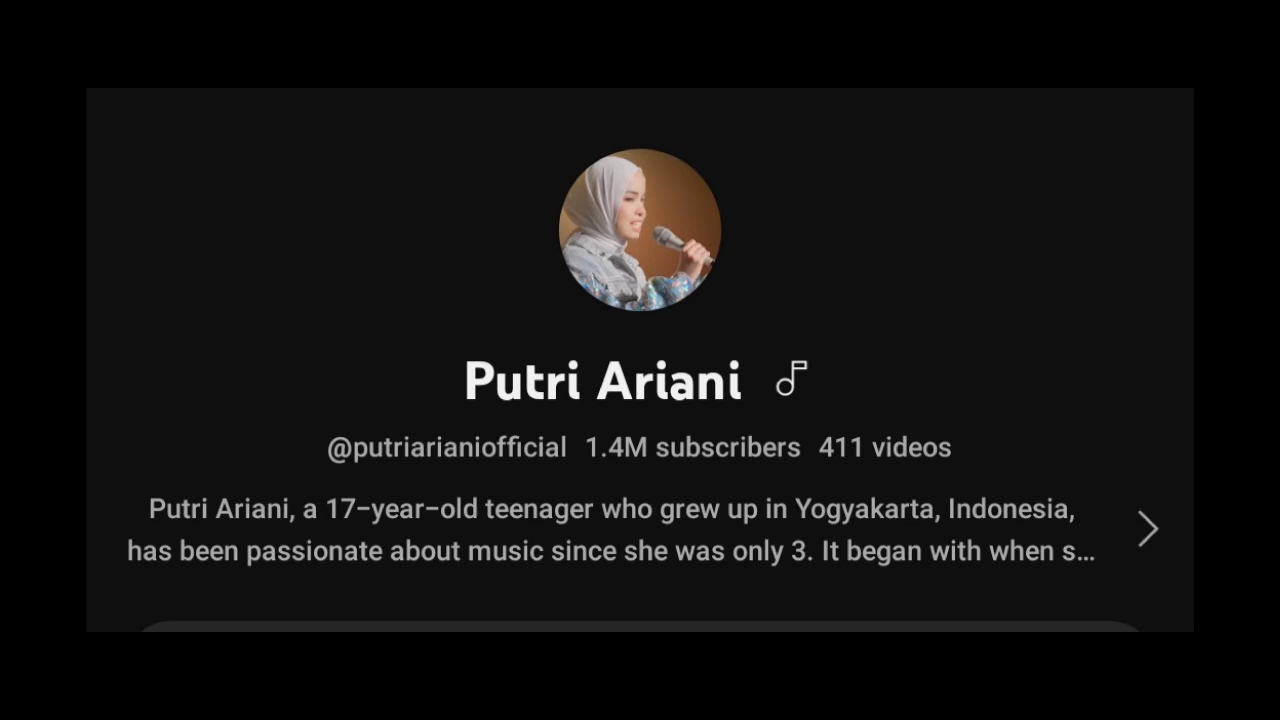 Putri Ariani
@putriarianiofficial 1.4M subscribers 411 videos
Putri Ariani, a 17-year-old teenager who grew up in Yogyakarta, Indonesia,
has been passionate about music since she was only 3. It began with when s...